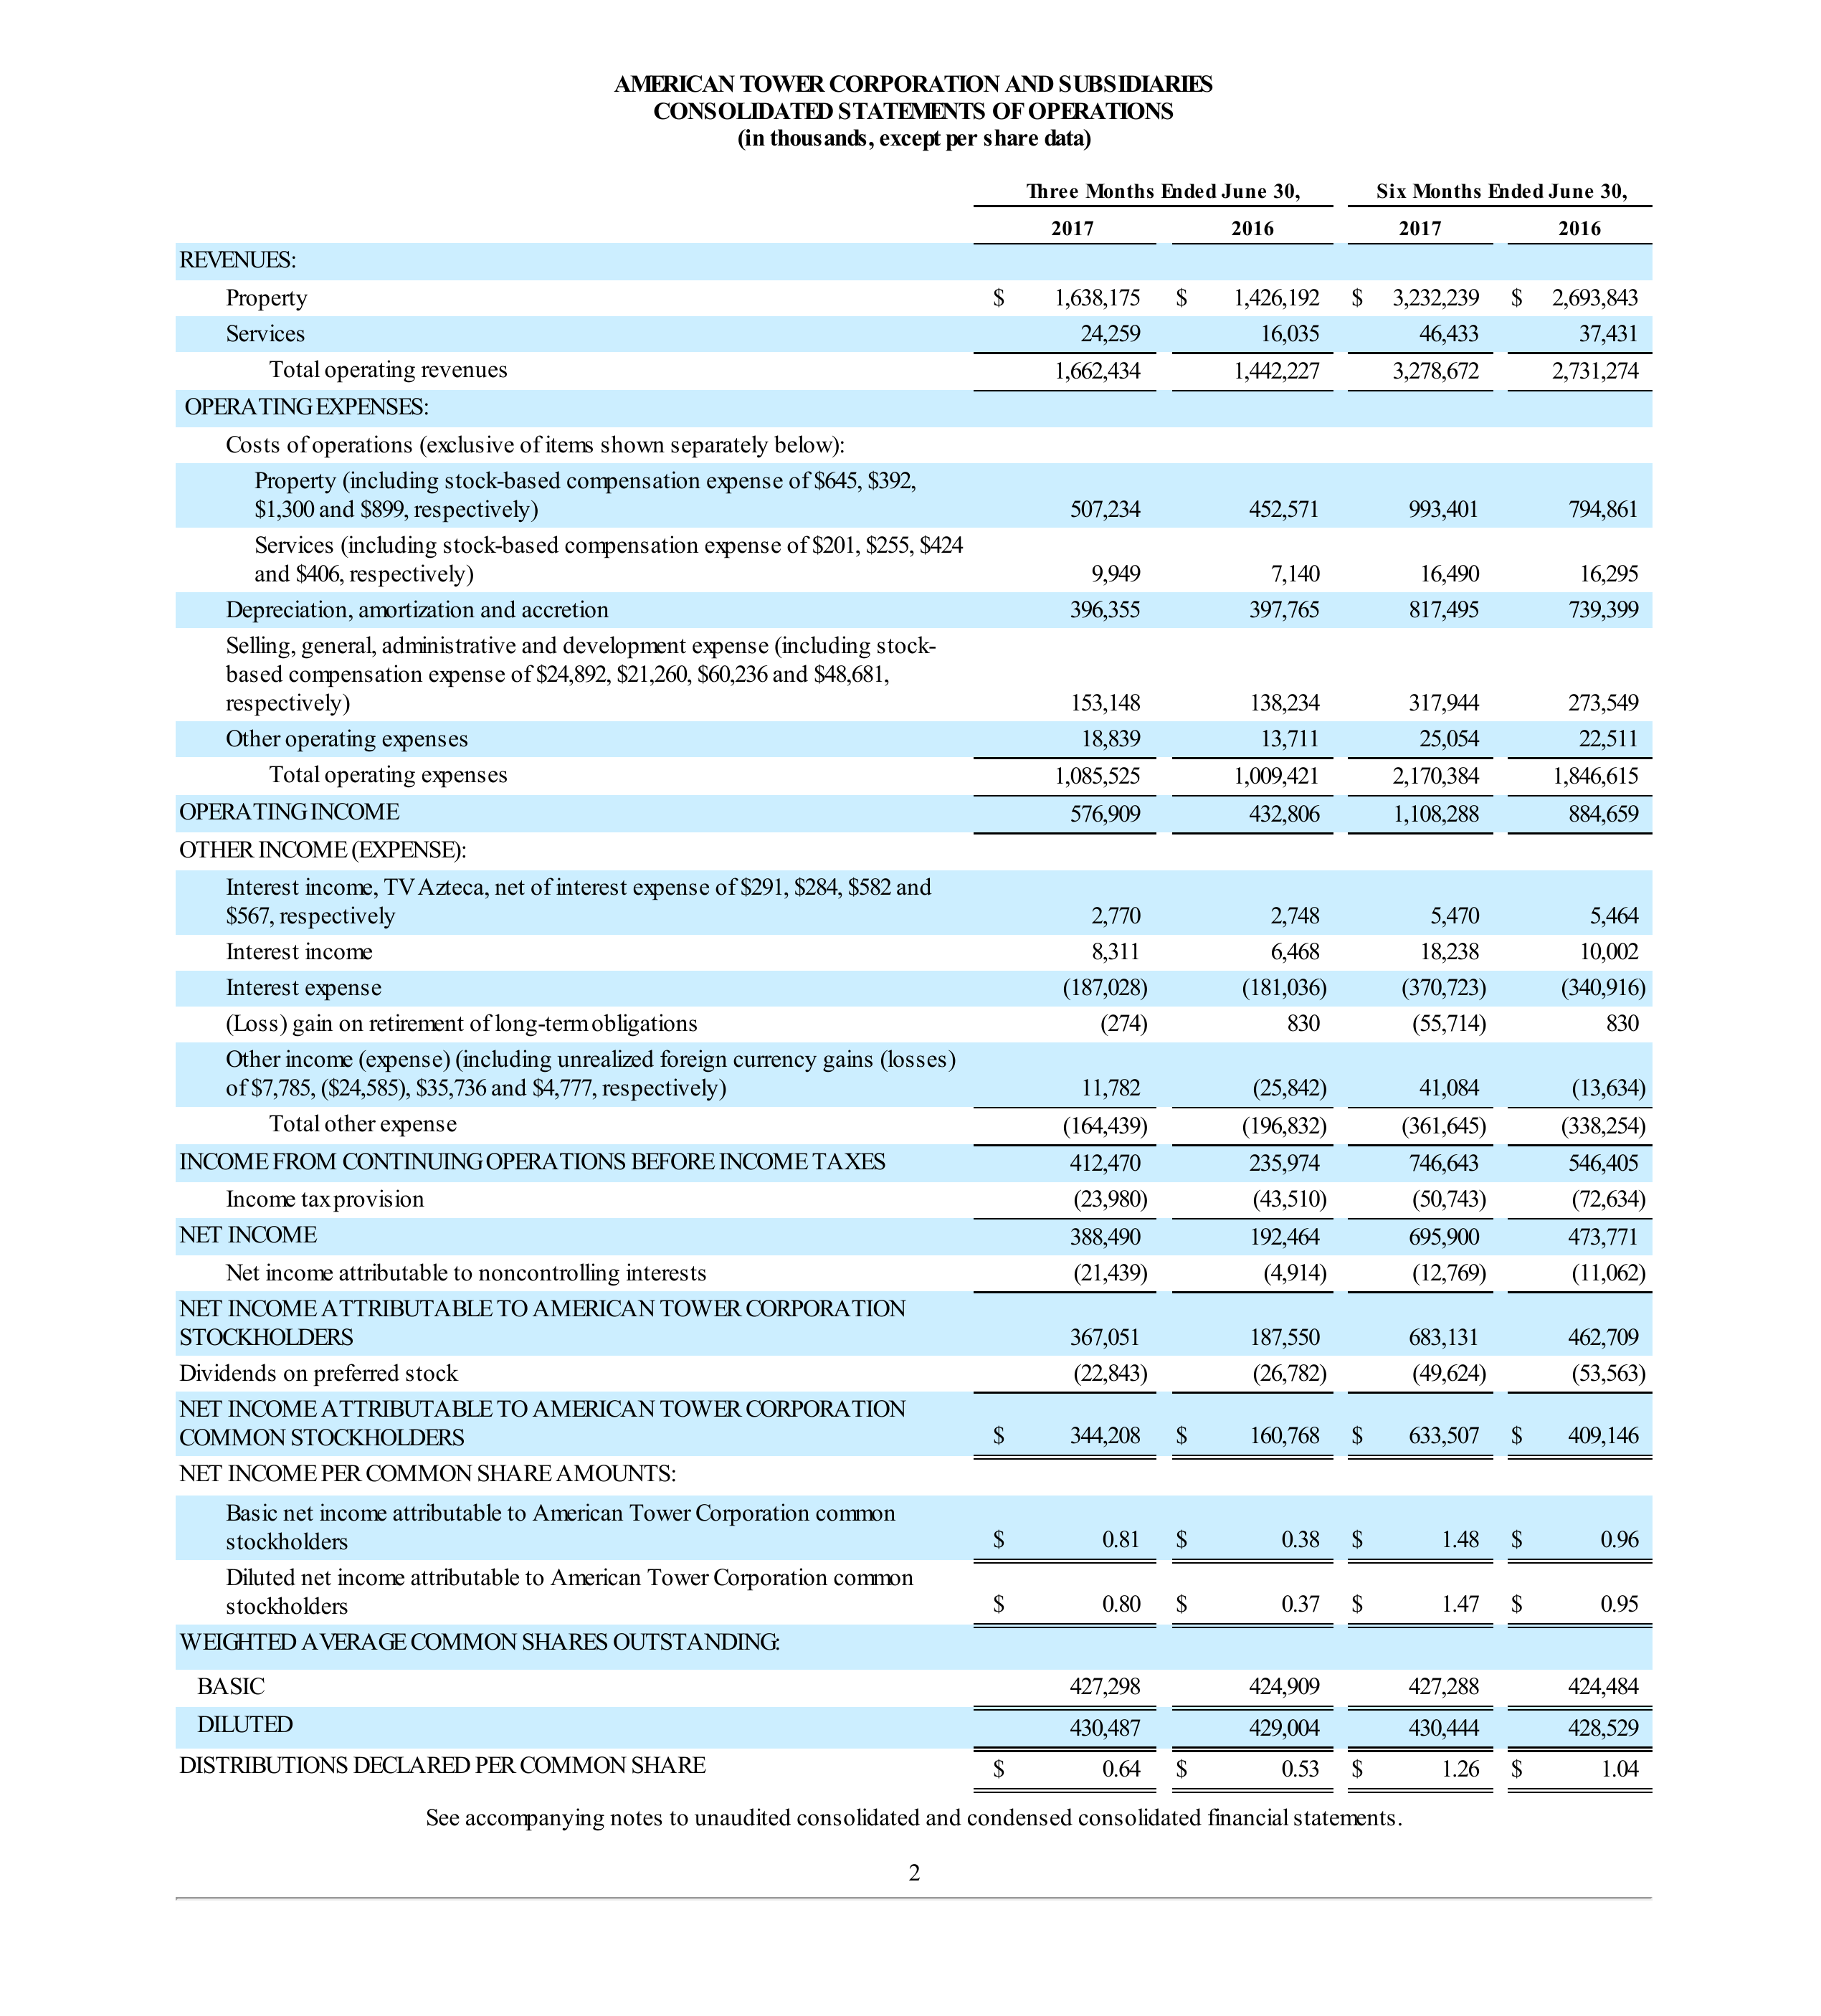 AMERICAN TOWER CORPORATION AND SUBSIDIARIES
CONSOLIDATED STATEMENTS OF OPERATIONS
(in thousands, except per share data)
Three Months Ended June 30, Six Months Ended June 30,
2017 2016 2017 2016
REVENUES:
Property $ 1,638,175 $ 1,426,192 $ 3,232,239 $ 2,693,843
Services 24,259 16,035 46,433 37,431
Total operating revenues 1,662,434 1,442,227 3,278,672 2,731,274
OPERATING EXPENSES:
Costs of operations (exclusive of items shown separately below):
Property (including stock-based compensation expense of $645, $392,
$1,300 and $899, respectively) 507,234 452,571 993,401 794,861
Services (including stock-based compensation expense of $201, $255, $424
and $406, respectively) 9,949 7,140 16,490 16,295
Depreciation, amortization and accretion 396,355 397,765 817,495 739,399
Selling, general, administrative and development expense (including stock-
based compensation expense of $24,892, $21,260, $60,236 and $48,681,
respectively) 153,148 138,234 317,944 273,549
Other operating expenses 18,839 13,711 25,054 22,511
Total operating expenses 1,085,525 1,009,421 2,170,384 1,846,615
OPERATING INCOME 576,909 432,806 1,108,288 884,659
OTHER INCOME (EXPENSE):
Interest income, TV Azteca, net of interest expense of $291, $284, $582 and
$567, respectively 2,770 2,748 5,470 5,464
Interest income 8,311 6,468 18,238 10,002
Interest expense (187,028) (181,036) (370,723) (340,916)
(Loss) gain on retirement of long-term obligations (274) 830 (55,714) 830
Other income (expense) (including unrealized foreign currency gains (losses)
of $7,785, ($24,585), $35,736 and $4,777, respectively) 11,782 (25,842) 41,084 (13,634)
Total other expense (164,439) (196,832) (361,645) (338,254)
INCOME FROM CONTINUING OPERATIONS BEFORE INCOME TAXES 412,470 235,974 746,643 546,405
Income tax provision (23,980) (43,510) (50,743) (72,634)
NET INCOME 388,490 192,464 695,900 473,771
Net income attributable to noncontrolling interests (21,439) (4,914) (12,769) (11,062)
NET INCOME ATTRIBUTABLE TO AMERICAN TOWER CORPORATION
STOCKHOLDERS 367,051 187,550 683,131 462,709
Dividends on preferred stock (22,843) (26,782) (49,624) (53,563)
NET INCOME ATTRIBUTABLE TO AMERICAN TOWER CORPORATION
COMMON STOCKHOLDERS $ 344,208 $ 160,768 $ 633,507 $ 409,146
NET INCOME PER COMMON SHARE AMOUNTS:
Basic net income attributable to American Tower Corporation common
stockholders $ 0.81 $ 0.38 $ 1.48 $ 0.96
Diluted net income attributable to American Tower Corporation common
stockholders $ 0.80 $ 0.37 $ 1.47 $ 0.95
WEIGHTED AVERAGE COMMON SHARES OUTSTANDING:
BASIC 427,298 424,909 427,288 424,484
DILUTED 430,487 429,004 430,444 428,529
DISTRIBUTIONS DECLARED PER COMMON SHARE $ 0.64 $ 0.53 $ 1.26 $ 1.04
See accompanying notes to unaudited consolidated and condensed consolidated financial statements.
2